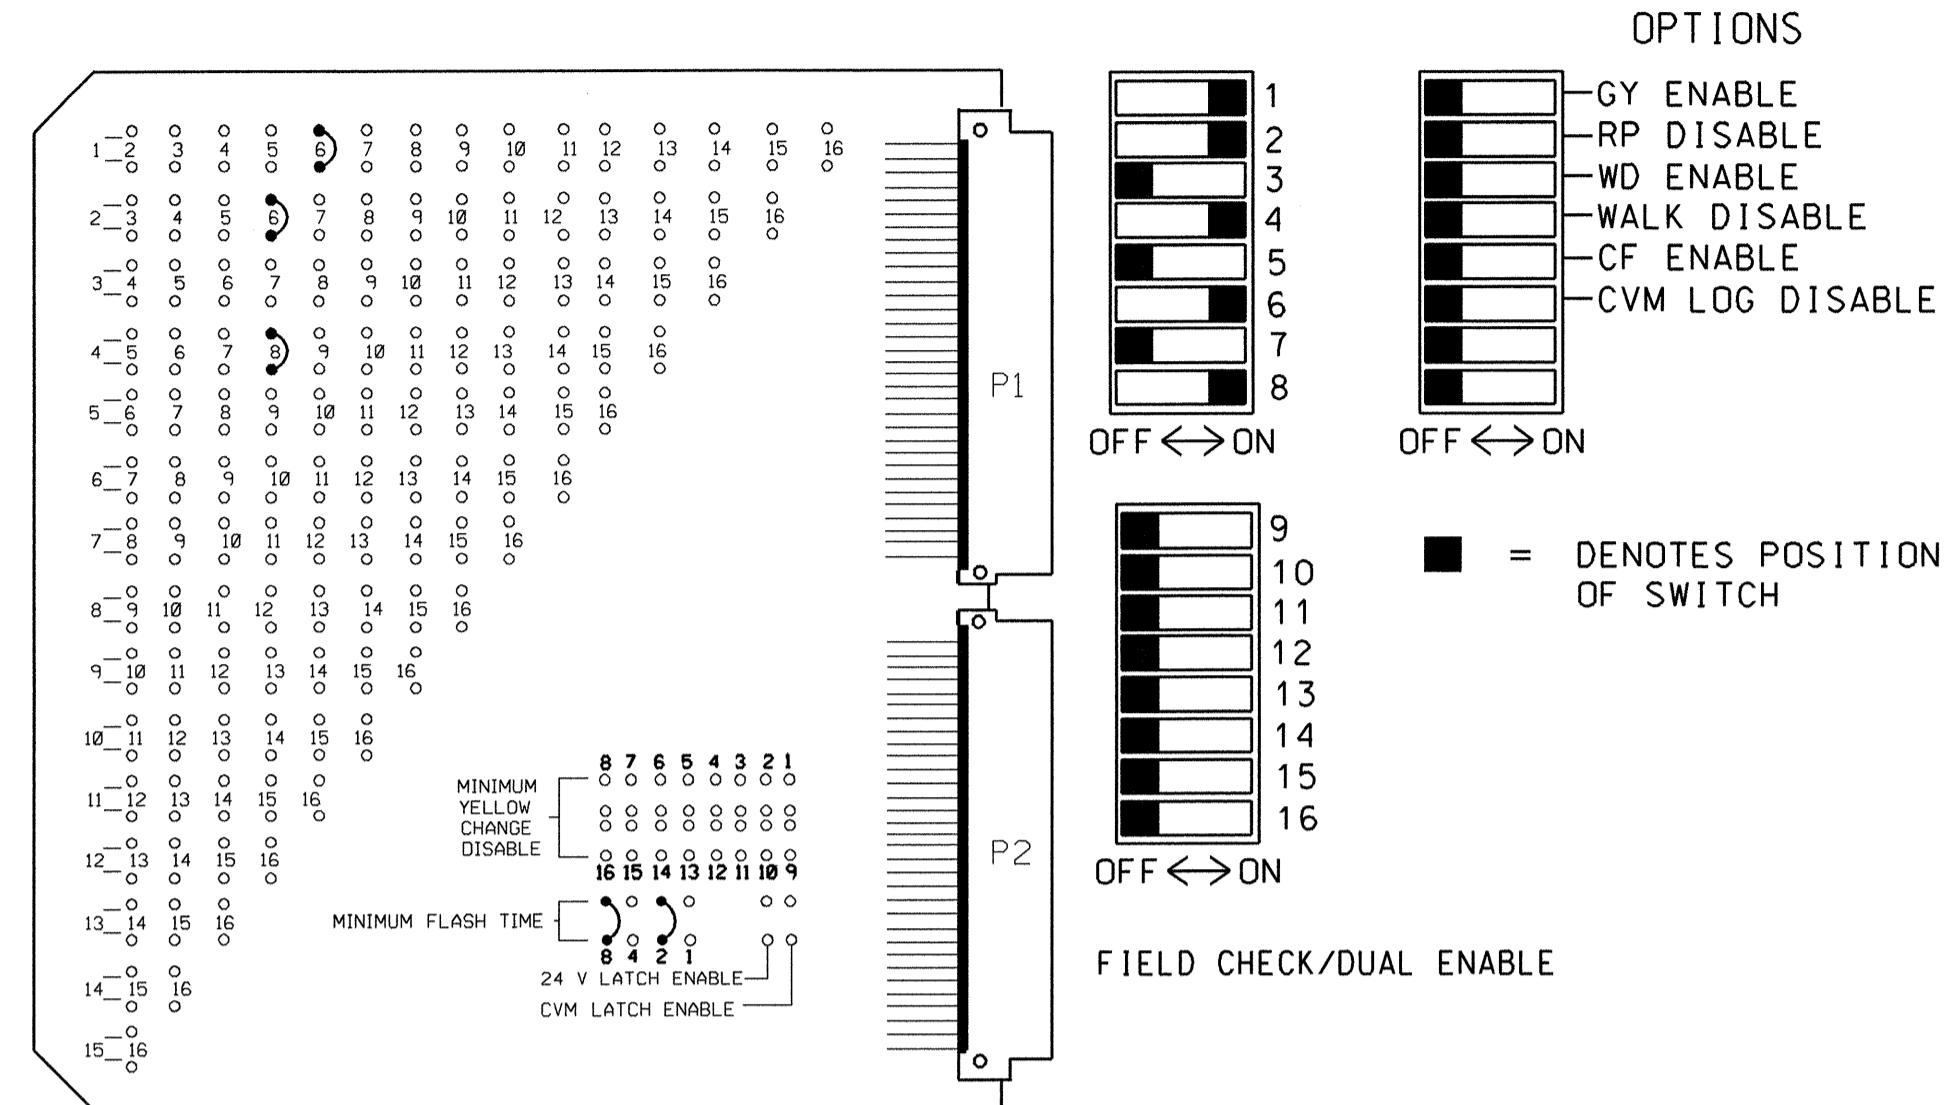 OPTIONS
1 2 3 4 5 6 7 8 9 10 11 12 13 14 15 16
2 3 4 5 6 7 8 9 10 11 12 13 14 15 16
3 4 5 6 7 8 9 10 11 12 13 14 15 16
4 5 6 7 8 9 10 11 12 13 14 15 16
5 6 7 8 9 10 11 12 13 14 15 16
6 7 8 9 10 11 12 13 14 15 16
7 8 9 10 11 12 13 14 15 16
8 9 10 11 12 13 14 15 16
9 10 11 12 13 14 15 16
10 11 12 13 14 15 16
11 12 13 14 15 16
12 13 14 15 16
13 14 15 16
14 15 16
15 16
8 7 6 5 4 3 2 1
MINIMUM
YELLOW
CHANGE
DISABLE
16 15 14 13 12 11 10 9
MINIMUM FLASH TIME
8 4 2 1
24 V LATCH ENABLE
CVM LATCH ENABLE
P1
P2
1
2
3
4
5
6
7
8
OFF ↔ ON
GY ENABLE
RP DISABLE
WD ENABLE
WALK DISABLE
CF ENABLE
CVM LOG DISABLE
OFF ↔ ON
9
10
11
12
13
14
15
16
OFF ↔ ON
= DENOTES POSITION
OF SWITCH
FIELD CHECK/DUAL ENABLE